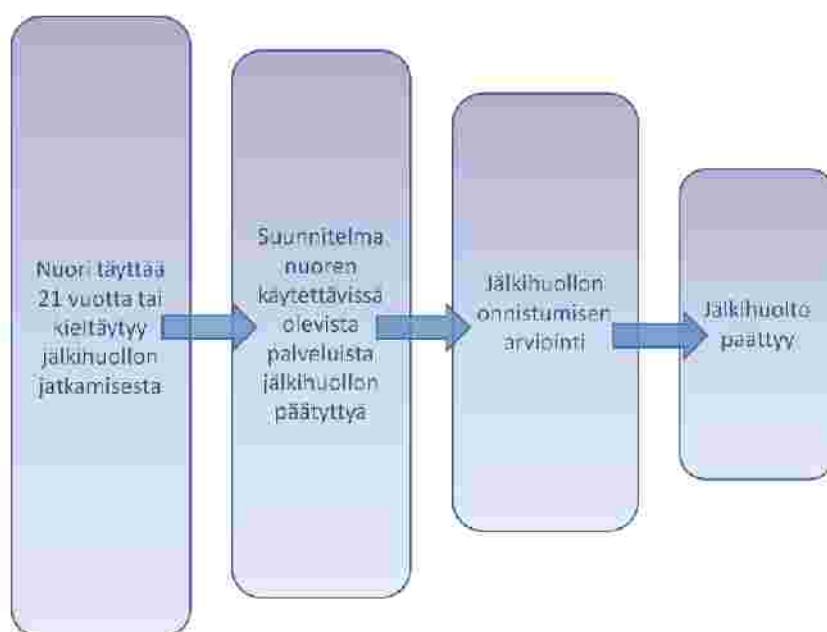 Nuori täyttää
21 vuotta tai
kieltäytyy
jälkihuollon
jatkamisesta
Suunnitelma
nuoren
käytettävissä
olevista
palveluista
jälkihuollon
päätyttyä
Jälkihuollon
onnistumisen
arviointi
Jälkihuolto
päättyy